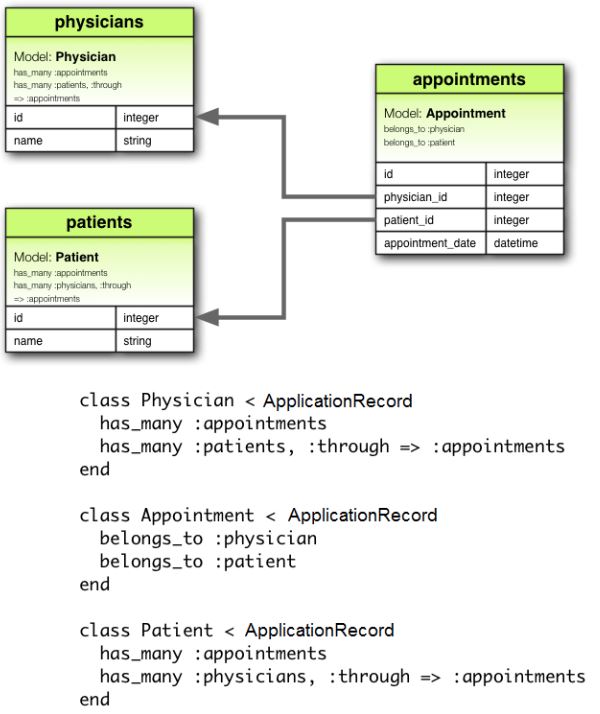 physicians
Model: Physician
has_many :appointments
has_many :patients, :through
=> :appointments
id integer
name string
appointments
Model: Appointment
belongs_to :physician
belongs_to :patient
id integer
physician_id integer
patient_id integer
appointment_date datetime
patients
Model: Patient
has_many :appointments
has_many :physicians, :through
=> :appointments
id integer
name string
class Physician < ApplicationRecord
  has_many :appointments
  has_many :patients, :through => :appointments
end
class Appointment < ApplicationRecord
  belongs_to :physician
  belongs_to :patient
end
class Patient < ApplicationRecord
  has_many :appointments
  has_many :physicians, :through => :appointments
end